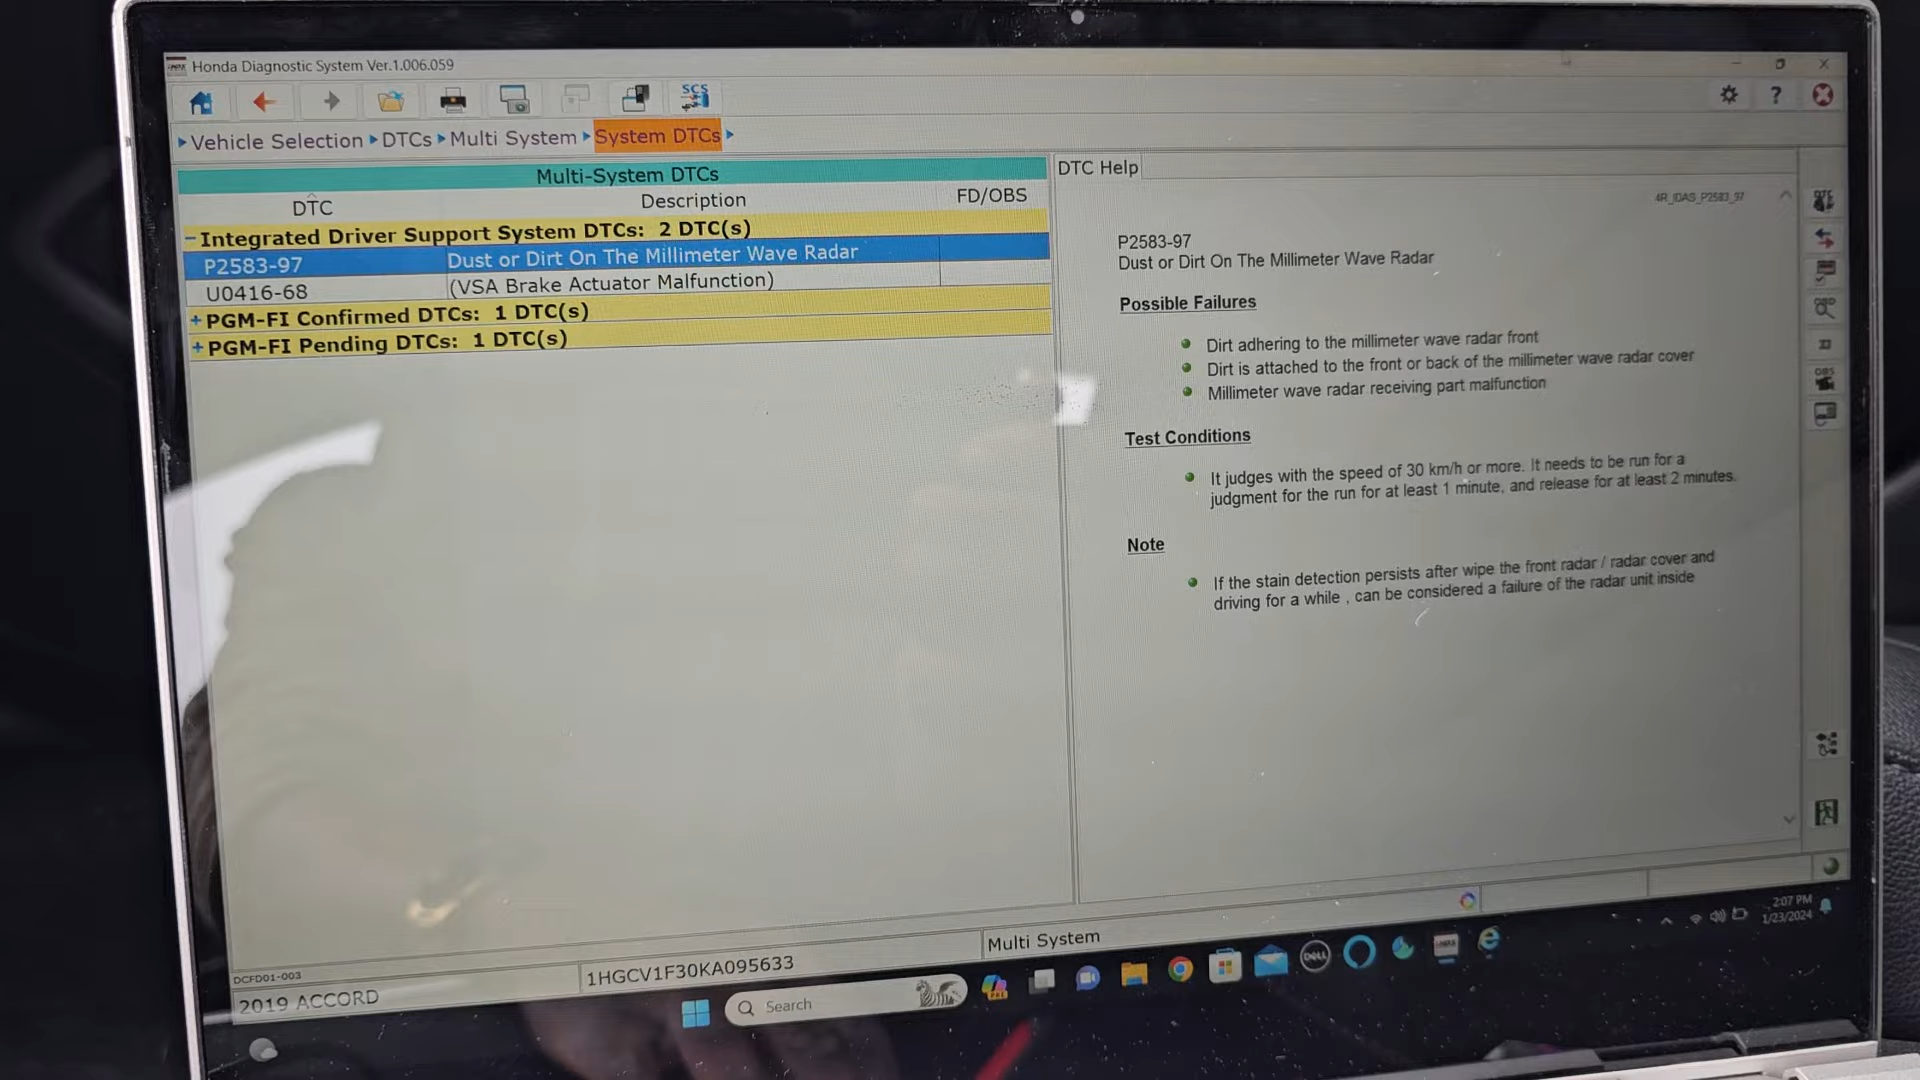 Honda Diagnostic System Ver.1.006.059
SCS
?
Vehicle Selection DTCs Multi System System DTCs
Multi-System DTCs
DTC Description FD/OBS
−Integrated Driver Support System DTCs: 2 DTC(s)
P2583-97 Dust or Dirt On The Millimeter Wave Radar
U0416-68 (VSA Brake Actuator Malfunction)
+PGM-FI Confirmed DTCs: 1 DTC(s)
+PGM-FI Pending DTCs: 1 DTC(s)
DTC Help
4R_IDAS_P2583_97
P2583-97
Dust or Dirt On The Millimeter Wave Radar
Possible Failures
Dirt adhering to the millimeter wave radar front
Dirt is attached to the front or back of the millimeter wave radar cover
Millimeter wave radar receiving part malfunction
Test Conditions
It judges with the speed of 30 km/h or more. It needs to be run for a
judgment for the run for at least 1 minute, and release for at least 2 minutes.
Note
If the stain detection persists after wipe the front radar / radar cover and
driving for a while , can be considered a failure of the radar unit inside
DCFD01-003
2019 ACCORD
1HGCV1F30KA095633
Multi System
Search
PRE
DELL
2:07 PM
1/23/2024